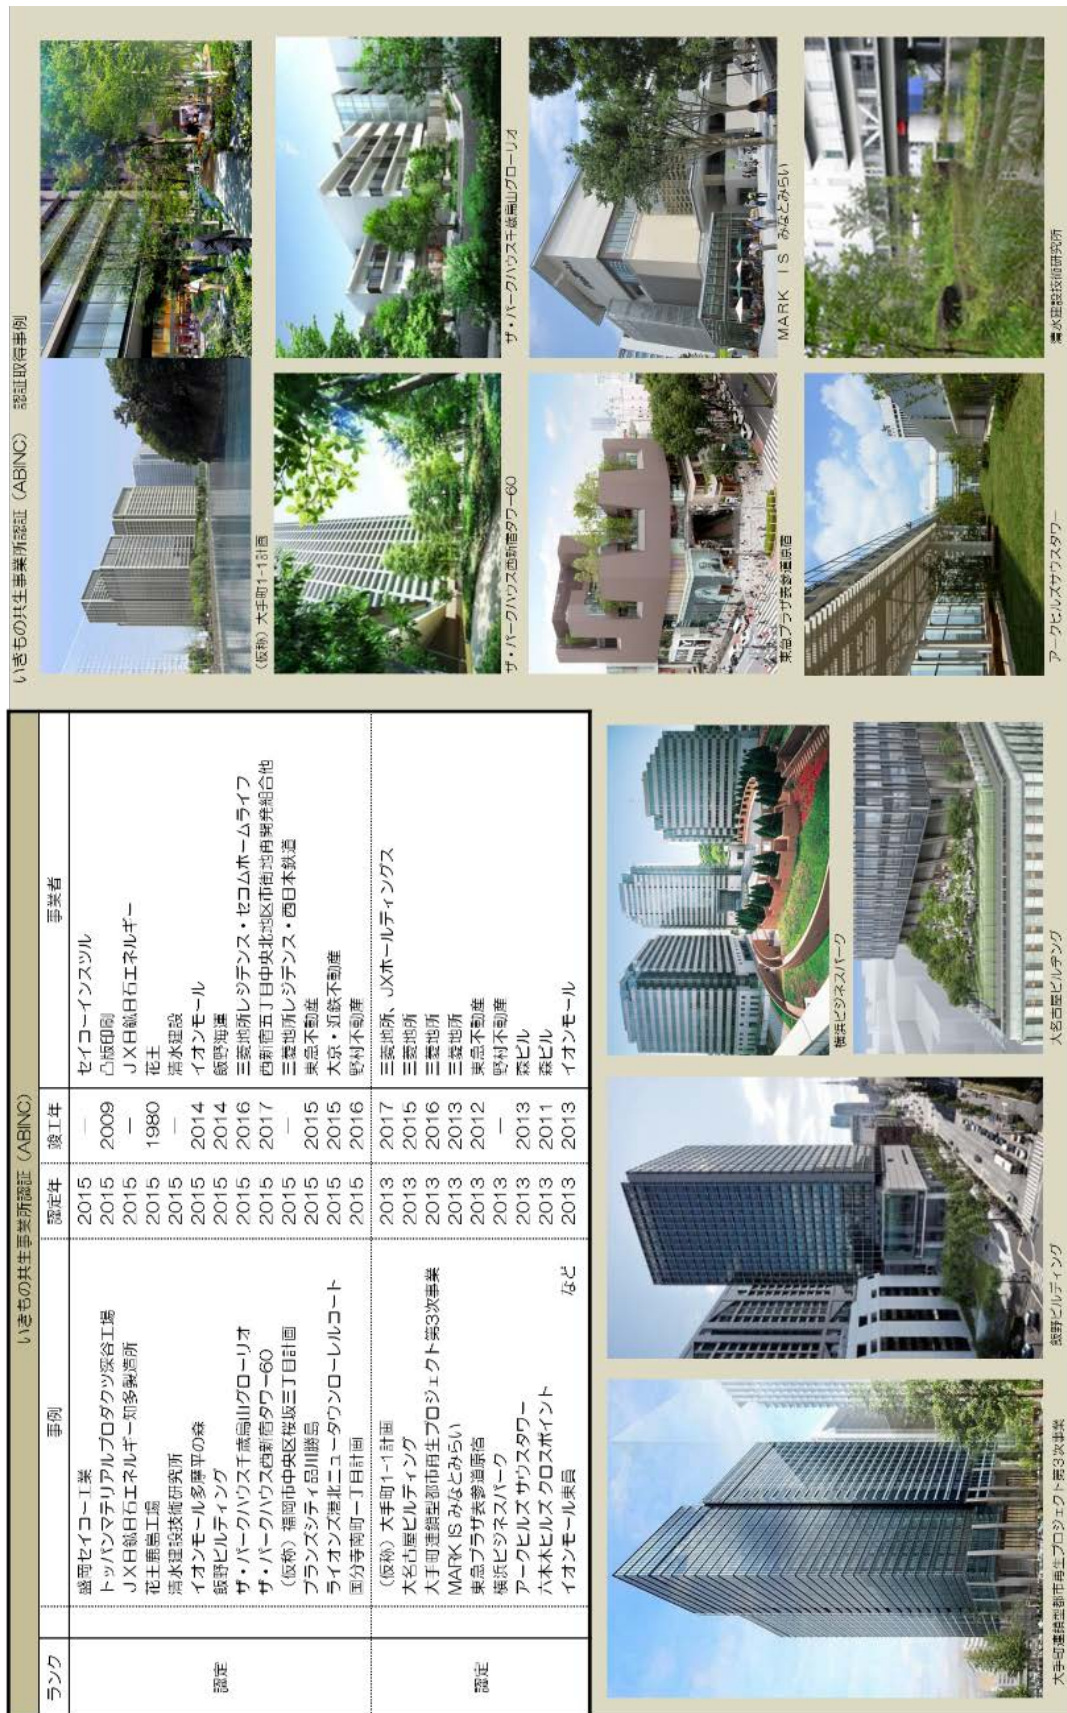 いきもの共生事業所認証（ABINC）
ランク 事例 認定年 竣工年 事業者
認定
盛岡セイコー工業 2015 — セイコーインスツル
トッパンマテリアルプロダクツ深谷工場 2015 2009 凸版印刷
ＪＸ日鉱日石エネルギー知多製造所 2015 — ＪＸ日鉱日石エネルギー
花王鹿島工場 2015 1980 花王
清水建設技術研究所 2015 — 清水建設
イオンモール多摩平の森 2015 2014 イオンモール
飯野ビルディング 2015 2014 飯野海運
ザ・パークハウス千歳烏山グローリオ 2015 2016 三菱地所レジデンス・セコムホームライフ
ザ・パークハウス西新宿タワー60 2015 2017 西新宿五丁目中央北地区市街地再開発組合他
（仮称）福岡市中央区桜坂三丁目計画 2015 — 三菱地所レジデンス・西日本鉄道
ブランズシティ品川勝島 2015 2015 東急不動産
ライオンズ港北ニュータウンローレルコート 2015 2015 大京・近鉄不動産
国分寺南町一丁目計画 2015 2016 野村不動産
認定
（仮称）大手町1-1計画 2013 2017 三菱地所、JXホールディングス
大名古屋ビルディング 2013 2015 三菱地所
大手町連鎖型都市再生プロジェクト第3次事業 2013 2016 三菱地所
MARK IS みなとみらい 2013 2013 三菱地所
東急プラザ表参道原宿 2013 2012 東急不動産
横浜ビジネスパーク 2013 — 野村不動産
アークヒルズ サウスタワー 2013 2013 森ビル
六本木ヒルズ クロスポイント 2013 2011 森ビル
イオンモール東員 など 2013 2013 イオンモール
大手町連鎖型都市再生プロジェクト第3次事業
飯野ビルディング
横浜ビジネスパーク
大名古屋ビルヂング
いきもの共生事業所認証（ABINC） 認証取得事例
（仮称）大手町1-1計画
ザ・パークハウス西新宿タワー60
ザ・パークハウス千歳烏山グローリオ
東急プラザ表参道原宿
MARK IS みなとみらい
アークヒルズサウスタワー
清水建設技術研究所